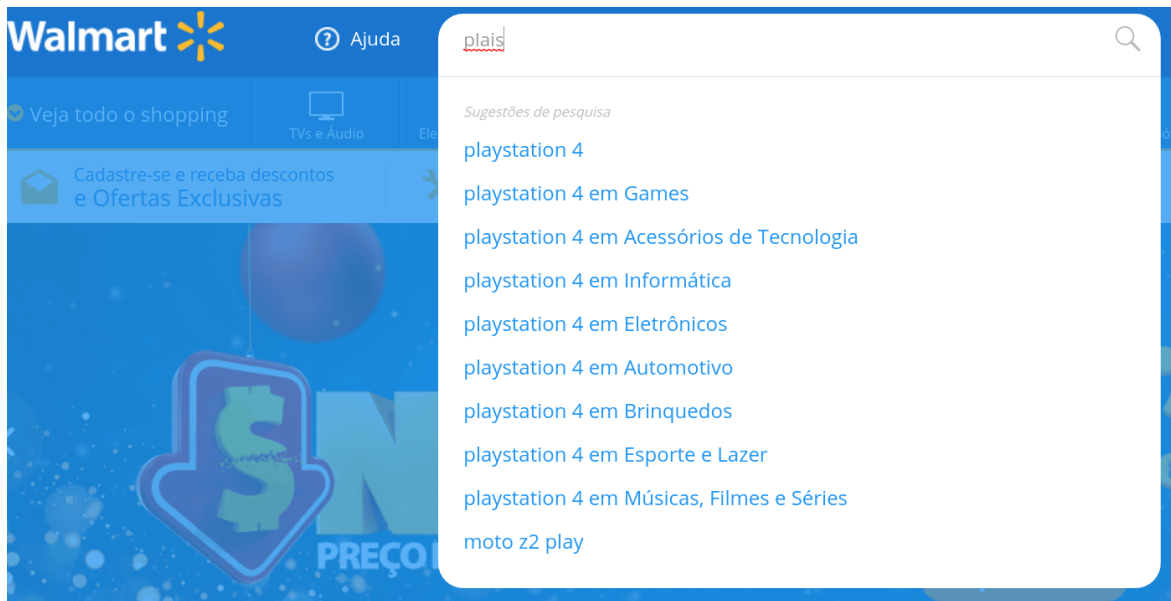 Walmart
Ajuda
plais
Veja todo o shopping
TVs e Áudio
Ele
Cadastre-se e receba descontos
e Ofertas Exclusivas
Sugestões de pesquisa
playstation 4
playstation 4 em Games
playstation 4 em Acessórios de Tecnologia
playstation 4 em Informática
playstation 4 em Eletrônicos
playstation 4 em Automotivo
playstation 4 em Brinquedos
playstation 4 em Esporte e Lazer
playstation 4 em Músicas, Filmes e Séries
moto z2 play
$
N
PREÇO